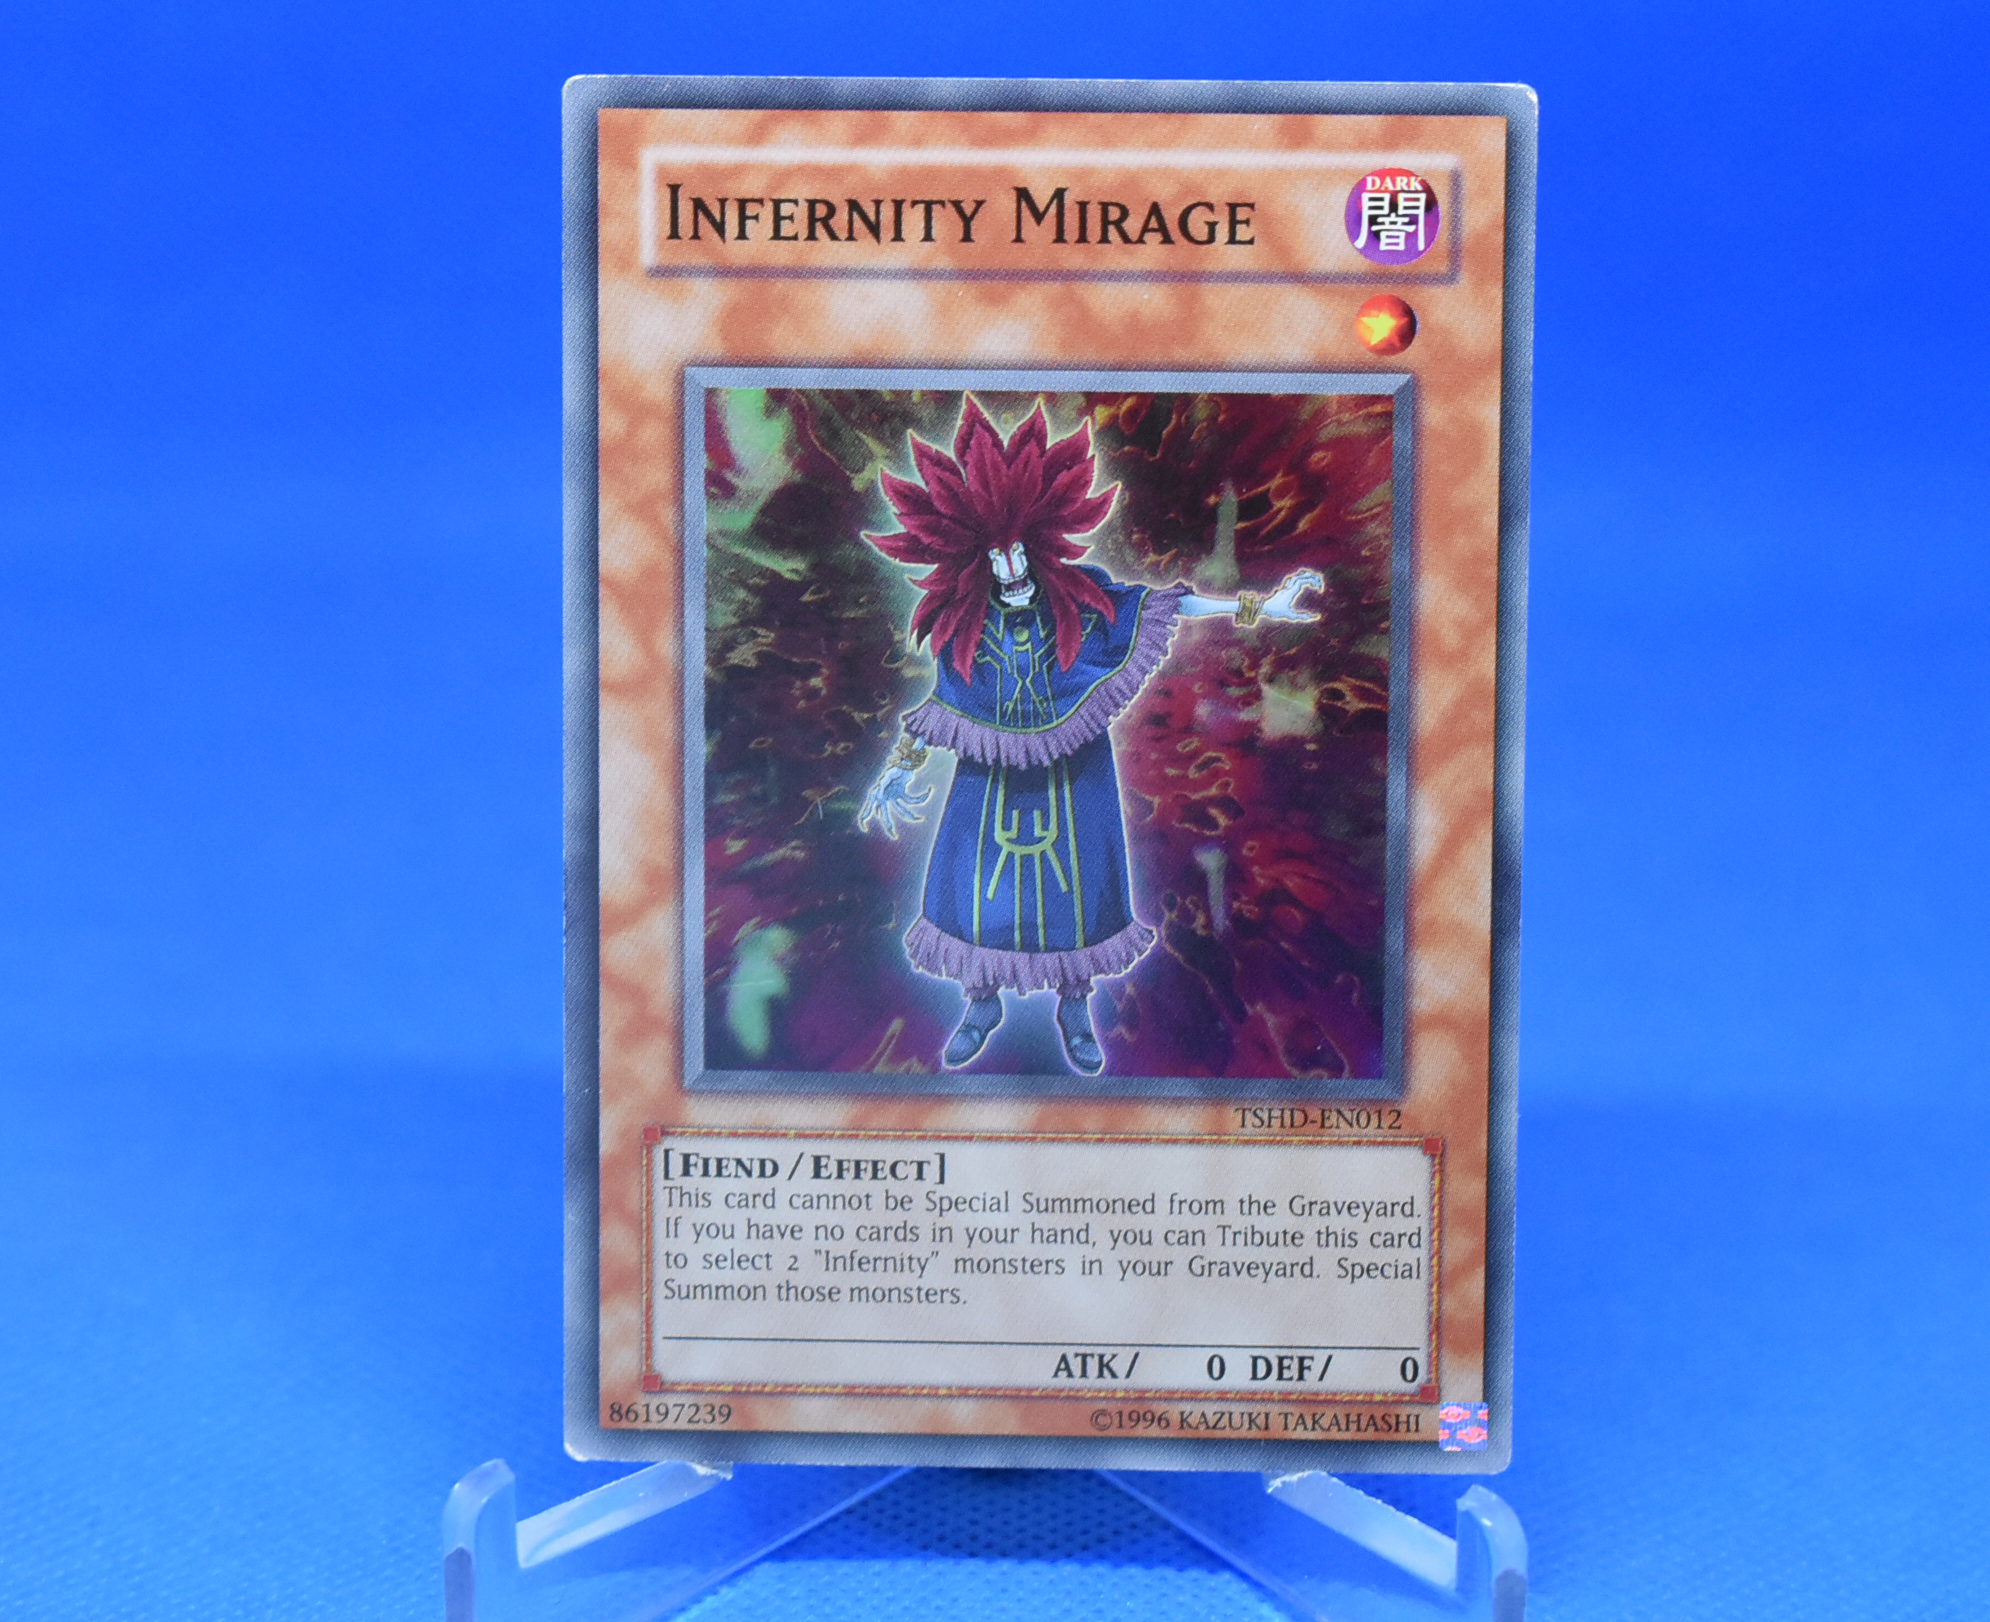 INFERNITY MIRAGE
DARK
闇
TSHD-EN012
[FIEND / EFFECT]
This card cannot be Special Summoned from the Graveyard.
If you have no cards in your hand, you can Tribute this card
to select 2 "Infernity" monsters in your Graveyard. Special
Summon those monsters.
ATK/ 0 DEF/ 0
86197239 ©1996 KAZUKI TAKAHASHI